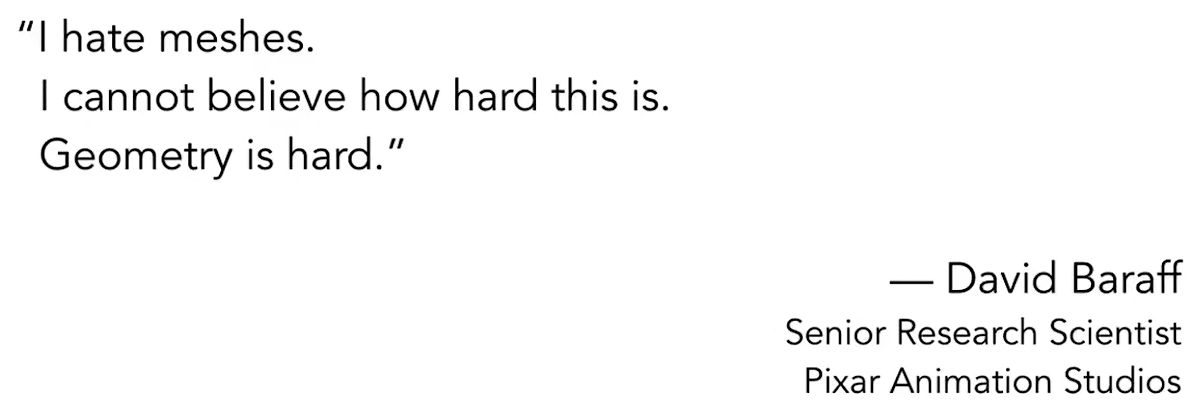 “I hate meshes.
I cannot believe how hard this is.
Geometry is hard.”
— David Baraff
Senior Research Scientist
Pixar Animation Studios